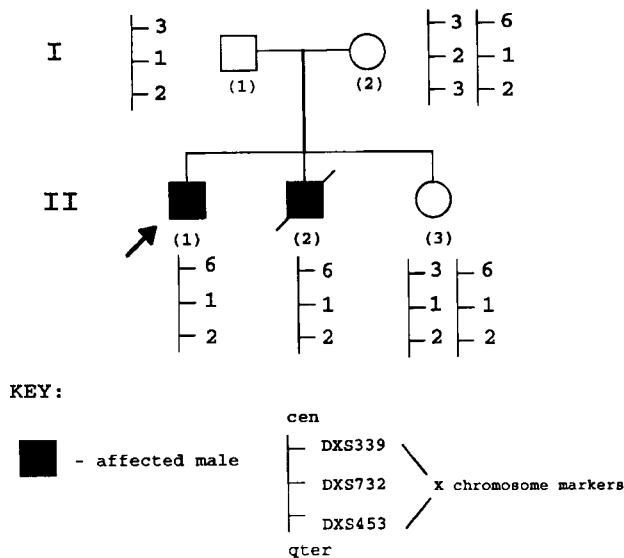 I
3
1
2
(1)
(2)
3 6
2 1
3 2
II
(1)
(2)
(3)
6
1
2
6
1
2
3 6
1 1
2 2
KEY:
- affected male
cen
DXS339
DXS732
DXS453
qter
X chromosome markers